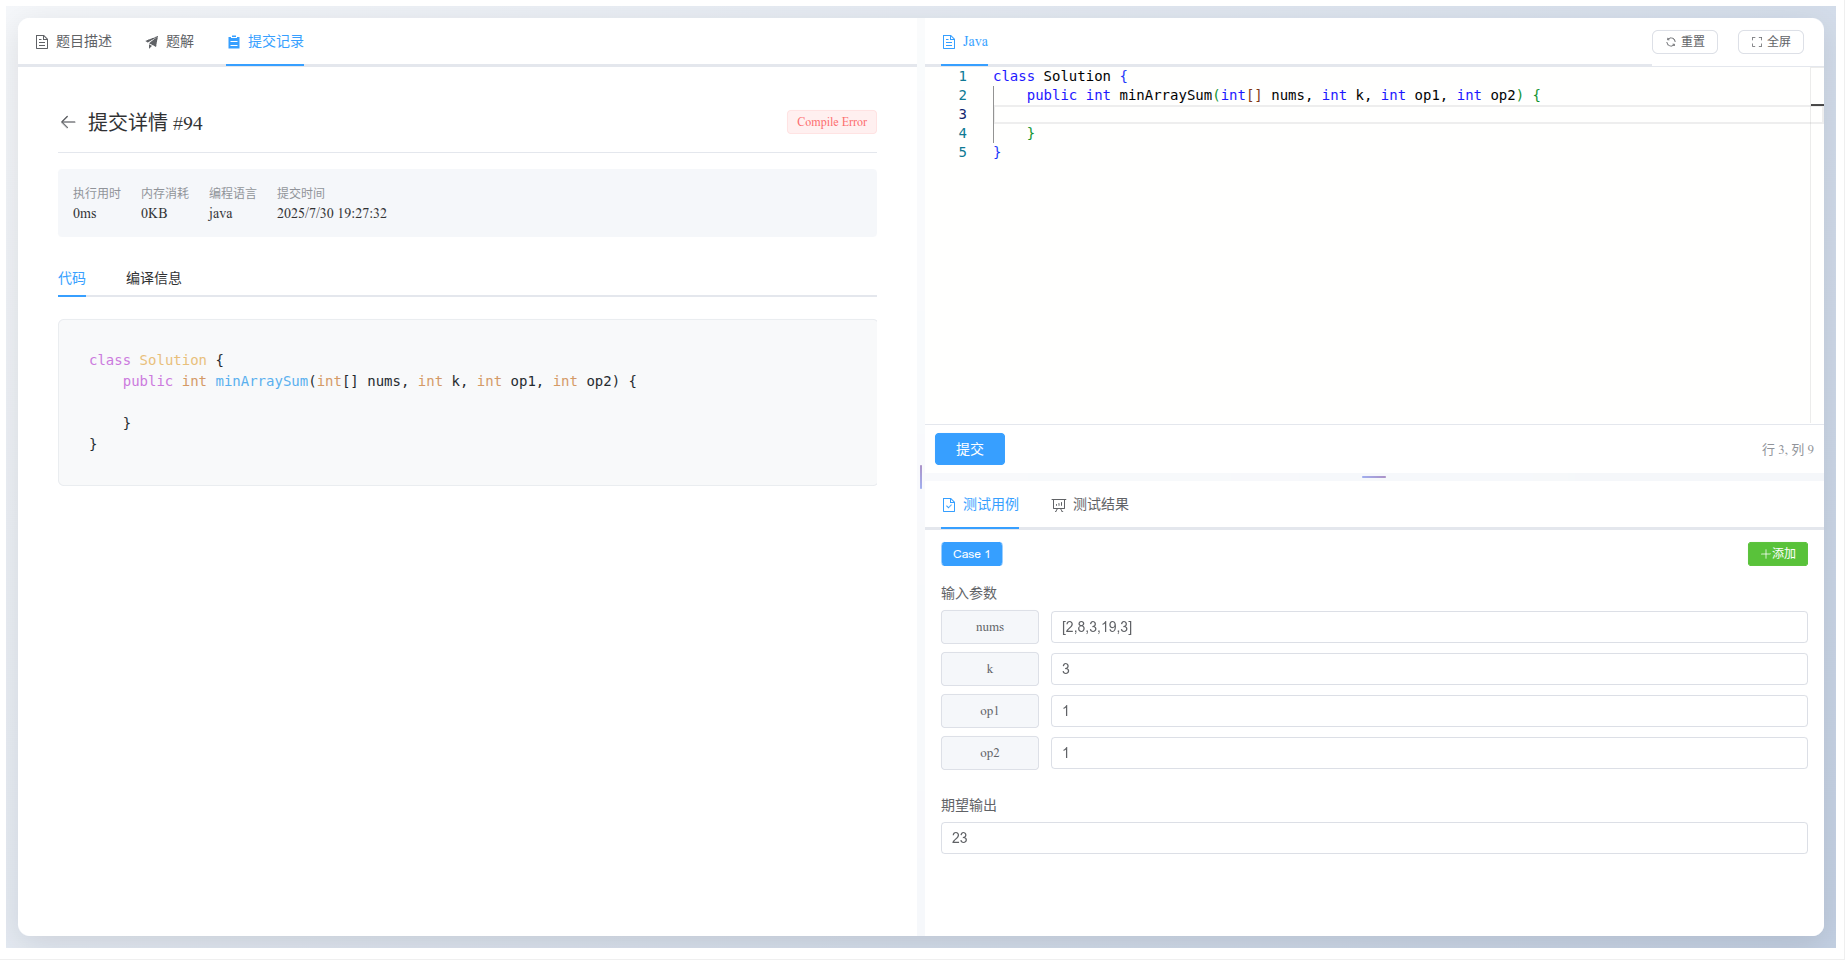 题目描述 题解 提交记录
提交详情 #94 Compile Error
执行用时 内存消耗 编程语言 提交时间
0ms 0KB java 2025/7/30 19:27:32
代码 编译信息
class Solution {
    public int minArraySum(int[] nums, int k, int op1, int op2) {
    }
}
Java 重置 全屏
1 class Solution {
2     public int minArraySum(int[] nums, int k, int op1, int op2) {
3
4     }
5 }
提交 行 3, 列 9
测试用例 测试结果
Case 1 +添加
输入参数
nums [2,8,3,19,3]
k 3
op1 1
op2 1
期望输出
23